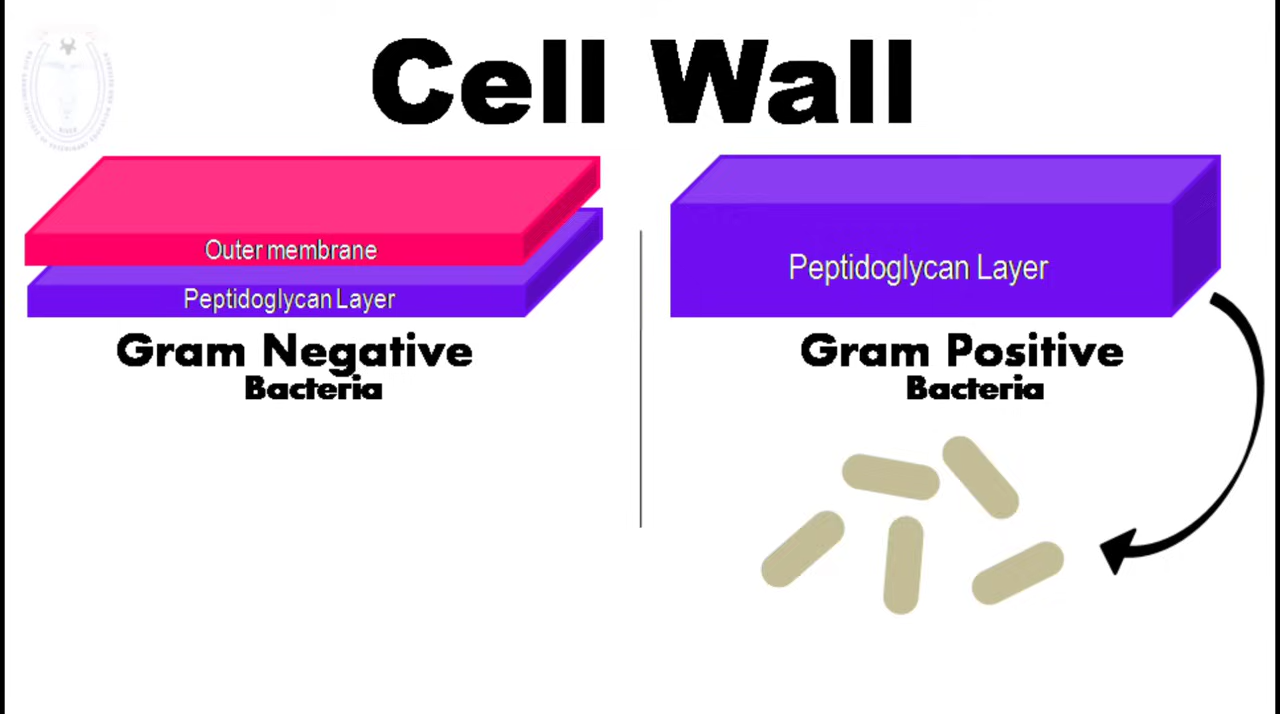 Cell Wall
Outer membrane
Peptidoglycan Layer
Gram Negative
Bacteria
Peptidoglycan Layer
Gram Positive
Bacteria